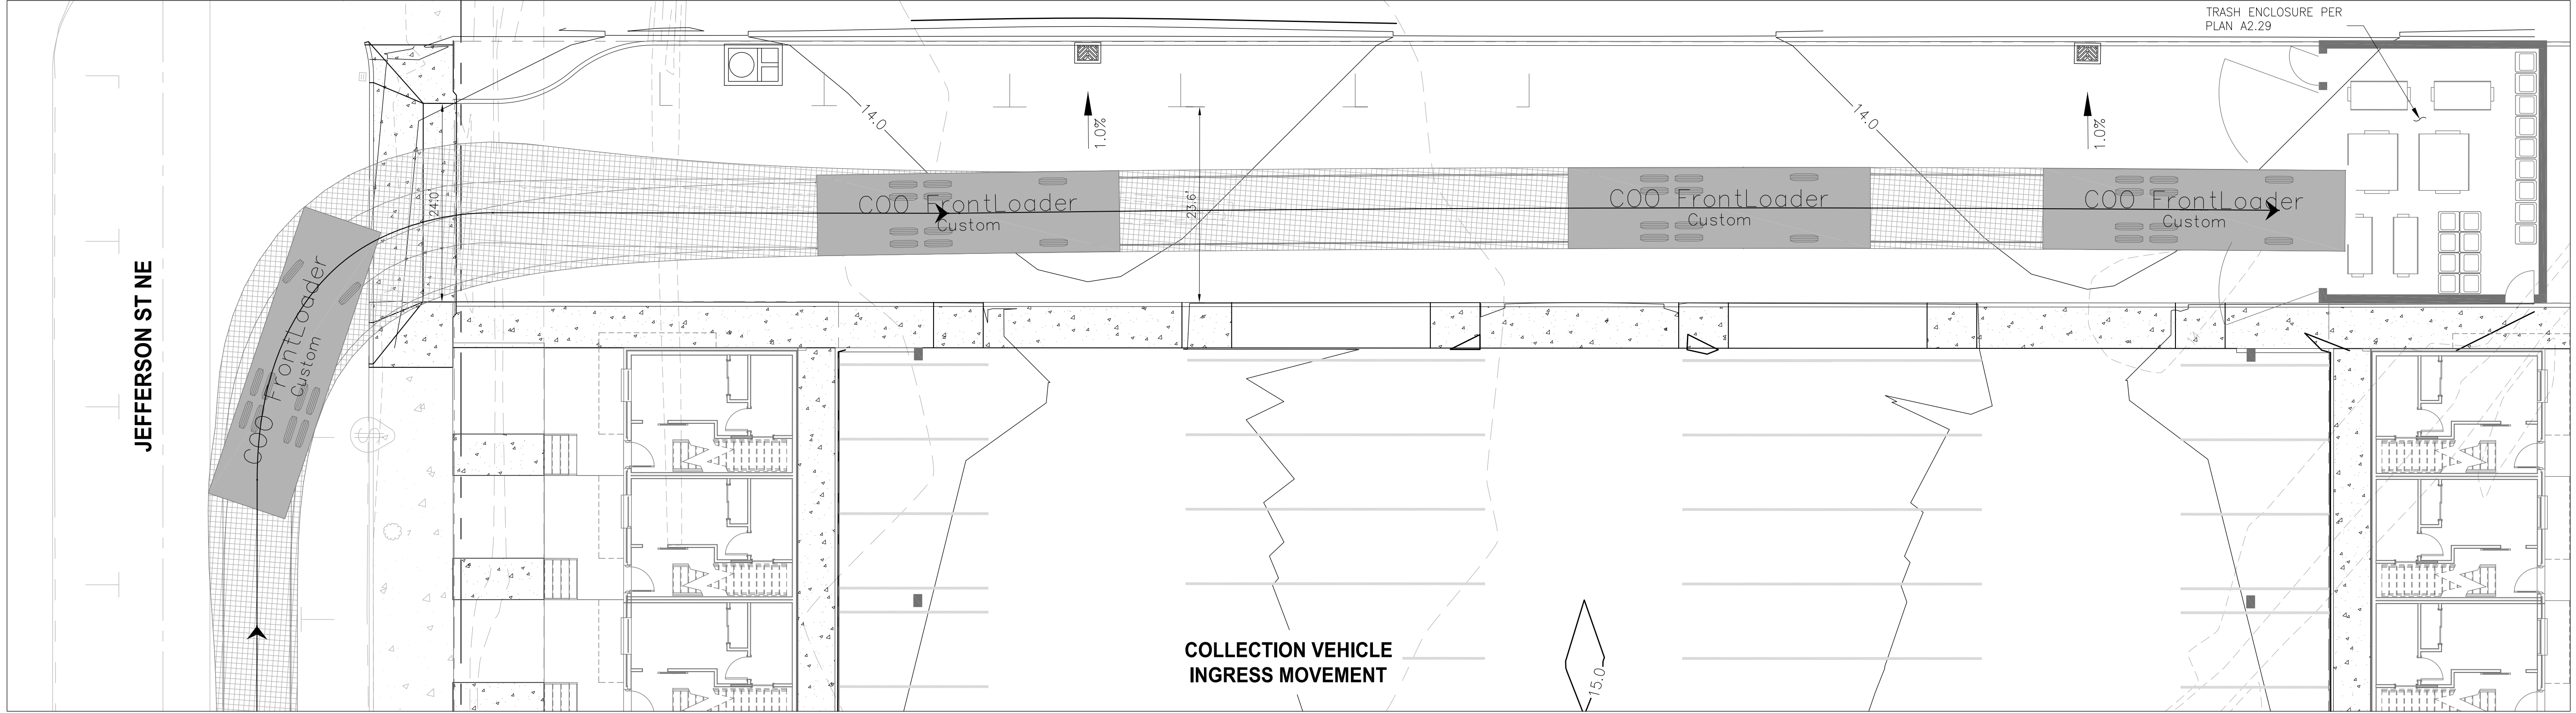 TRASH ENCLOSURE PER
PLAN A2.29
14.0
1.0%
14.0
1.0%
24.0'
23.6'
COO FrontLoader
Custom
COO FrontLoader
Custom
COO FrontLoader
Custom
COO FrontLoader
Custom
JEFFERSON ST NE
S
COLLECTION VEHICLE
INGRESS MOVEMENT
15.0